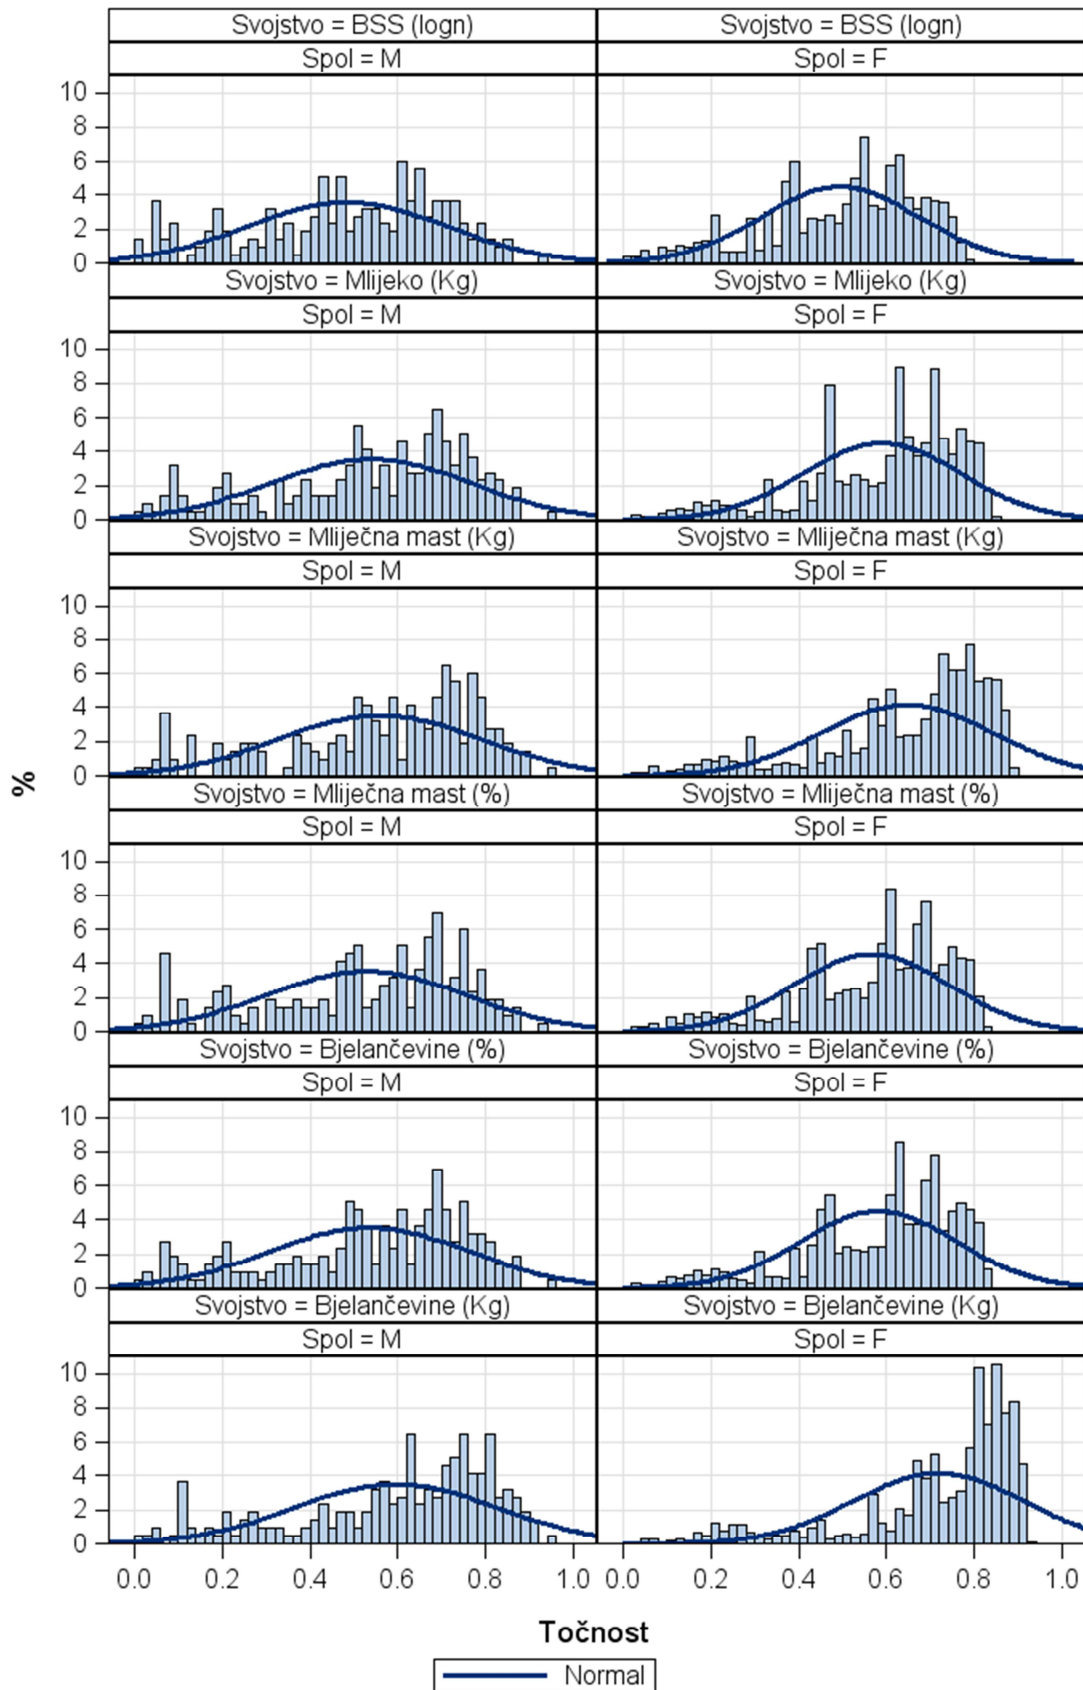 Svojstvo = BSS (logn) Svojstvo = BSS (logn)
Spol = M Spol = F
10
8
6
4
2
0
Svojstvo = Mlijeko (Kg) Svojstvo = Mlijeko (Kg)
Spol = M Spol = F
10
8
6
4
2
0
Svojstvo = Mliječna mast (Kg) Svojstvo = Mliječna mast (Kg)
Spol = M Spol = F
10
8
6
4
2
0
%
Svojstvo = Mliječna mast (%) Svojstvo = Mliječna mast (%)
Spol = M Spol = F
10
8
6
4
2
0
Svojstvo = Bjelančevine (%) Svojstvo = Bjelančevine (%)
Spol = M Spol = F
10
8
6
4
2
0
Svojstvo = Bjelančevine (Kg) Svojstvo = Bjelančevine (Kg)
Spol = M Spol = F
10
8
6
4
2
0
0.0 0.2 0.4 0.6 0.8 1.0 0.0 0.2 0.4 0.6 0.8 1.0
Točnost
Normal